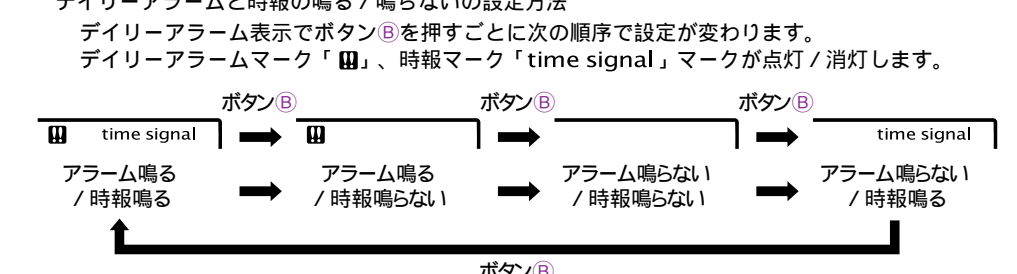 デイリーアラームと時報の鳴る / 鳴らないの設定方法
デイリーアラーム表示でボタンⒷを押すごとに次の順序で設定が変わります。
デイリーアラームマーク「 」、時報マーク「time signal」マークが点灯 / 消灯します。
ボタンⒷ ボタンⒷ ボタンⒷ
time signal time signal
アラーム鳴る アラーム鳴る アラーム鳴らない アラーム鳴らない
/ 時報鳴る / 時報鳴らない / 時報鳴らない / 時報鳴る
ボタンⒷ